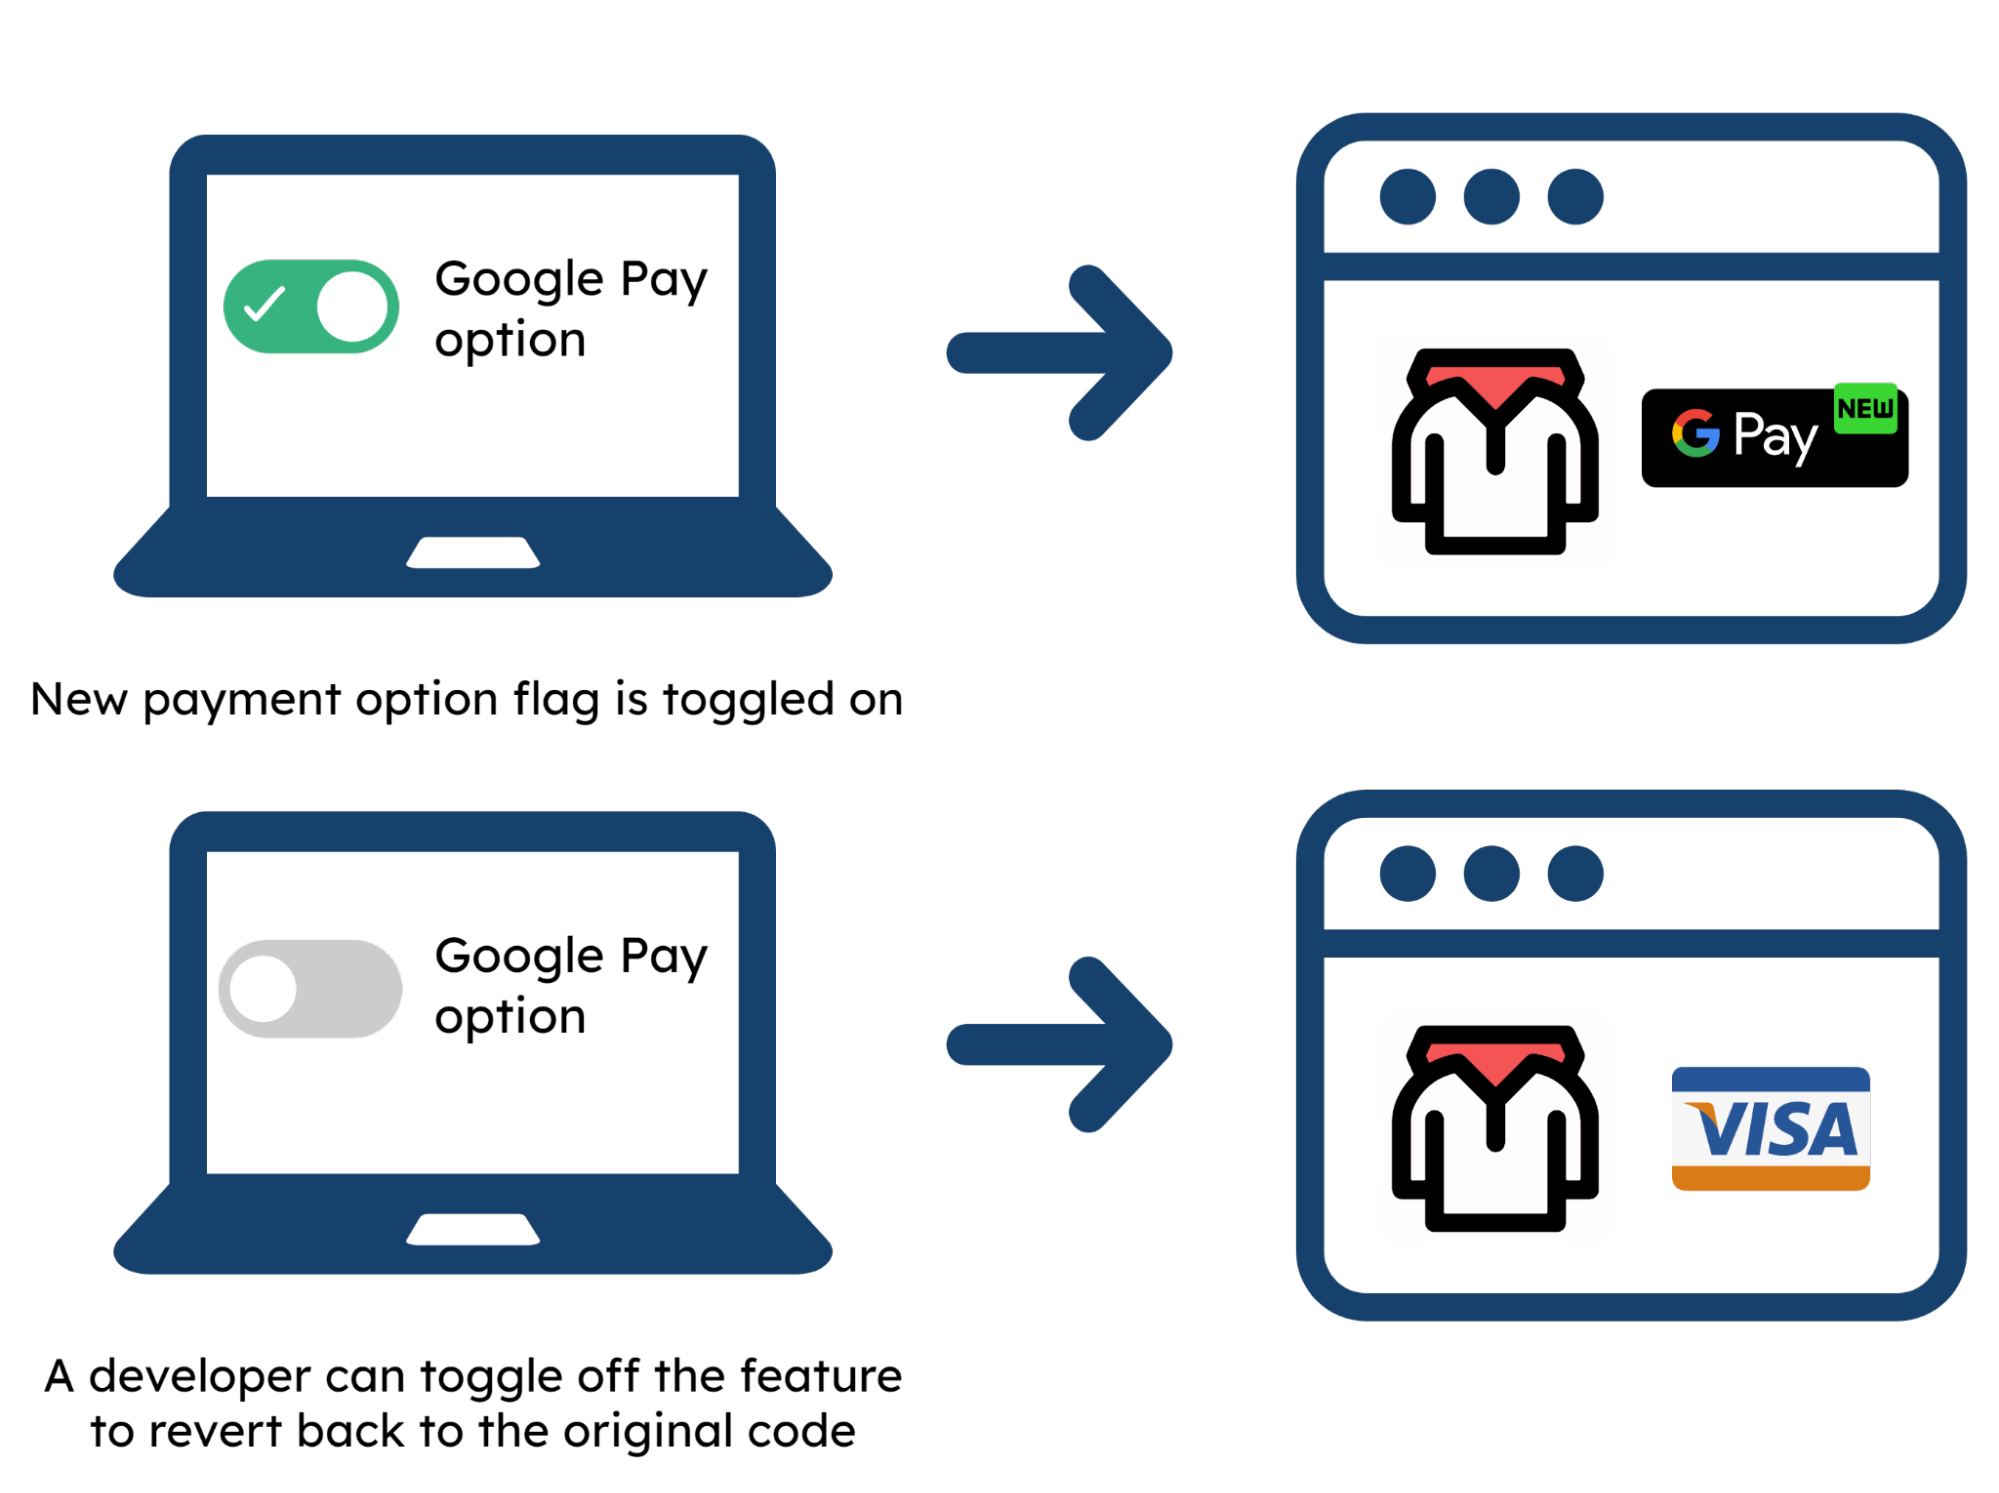 Google Pay
option
G Pay
NEW
New payment option flag is toggled on
Google Pay
option
VISA
A developer can toggle off the feature
to revert back to the original code